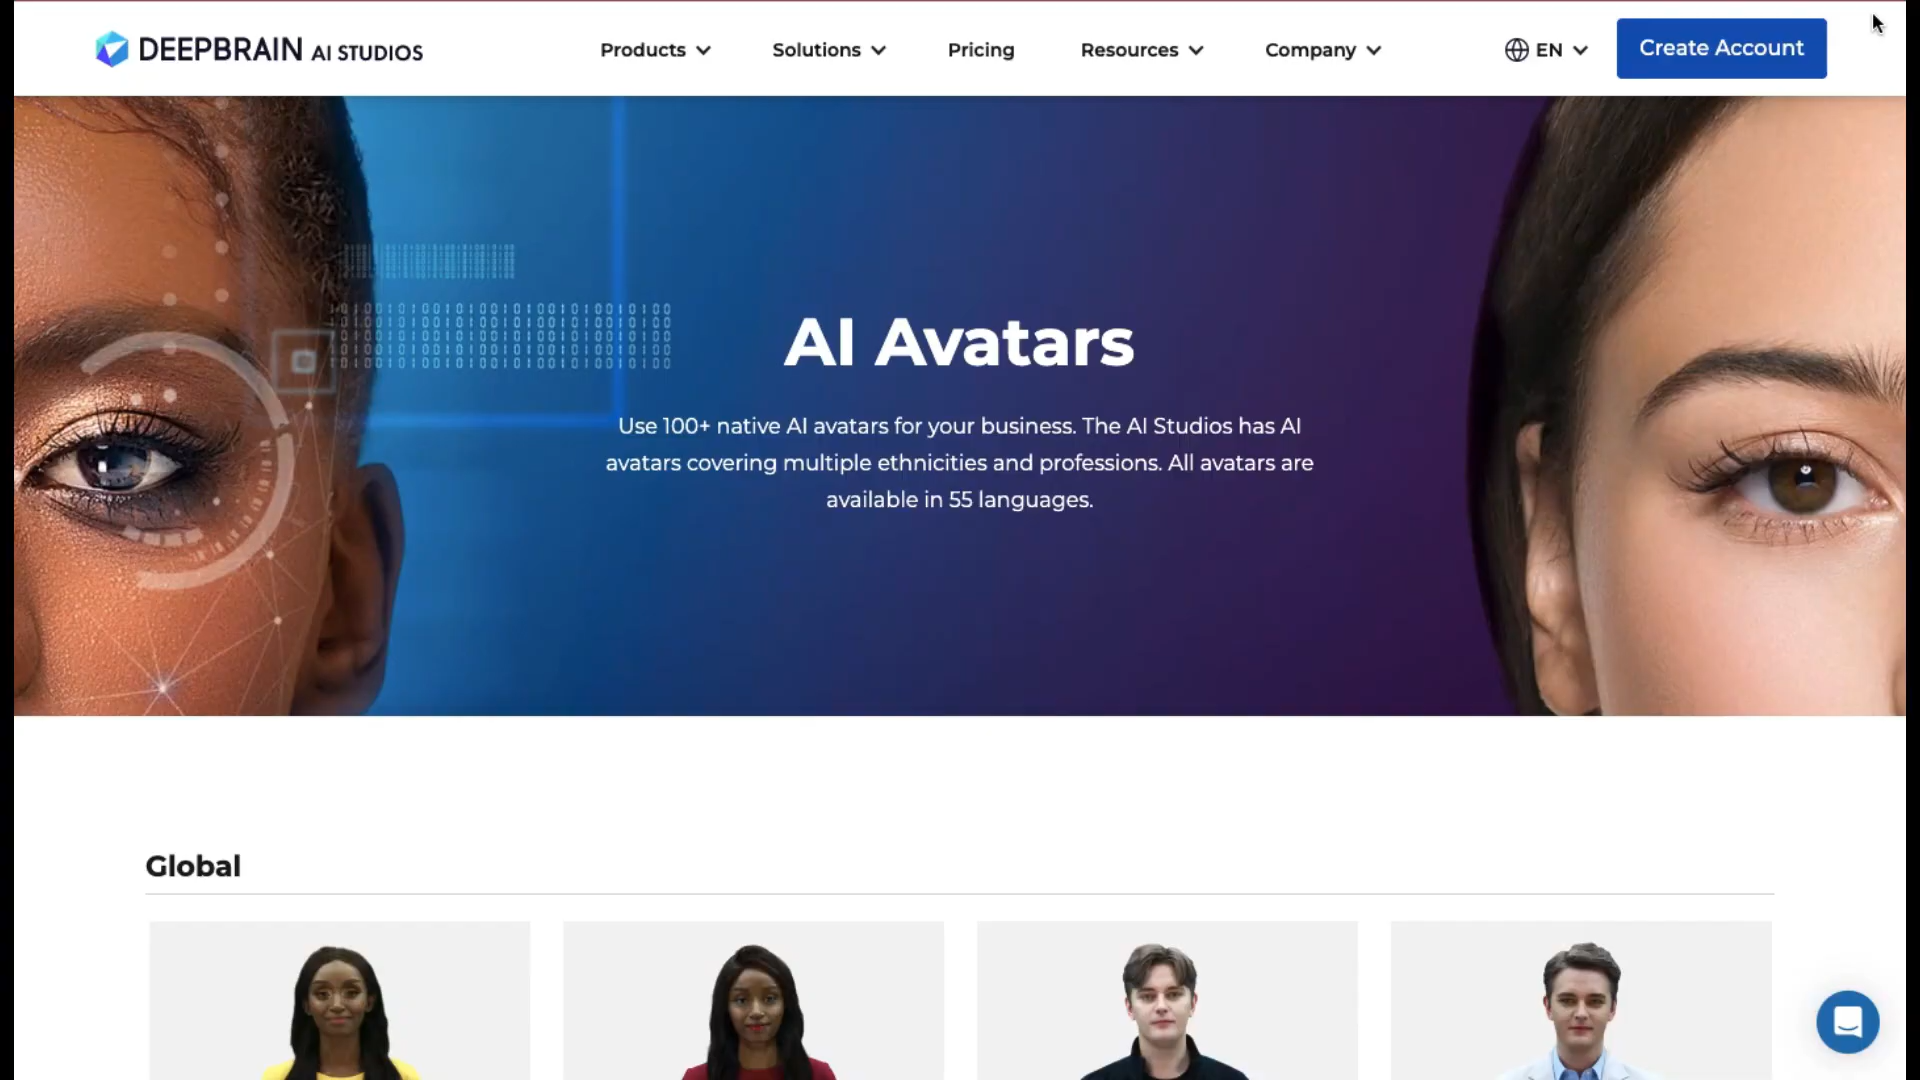 DEEPBRAIN AI STUDIOS
Products
Solutions
Pricing
Resources
Company
EN
Create Account
AI Avatars
Use 100+ native AI avatars for your business. The AI Studios has AI
avatars covering multiple ethnicities and professions. All avatars are
available in 55 languages.
Global